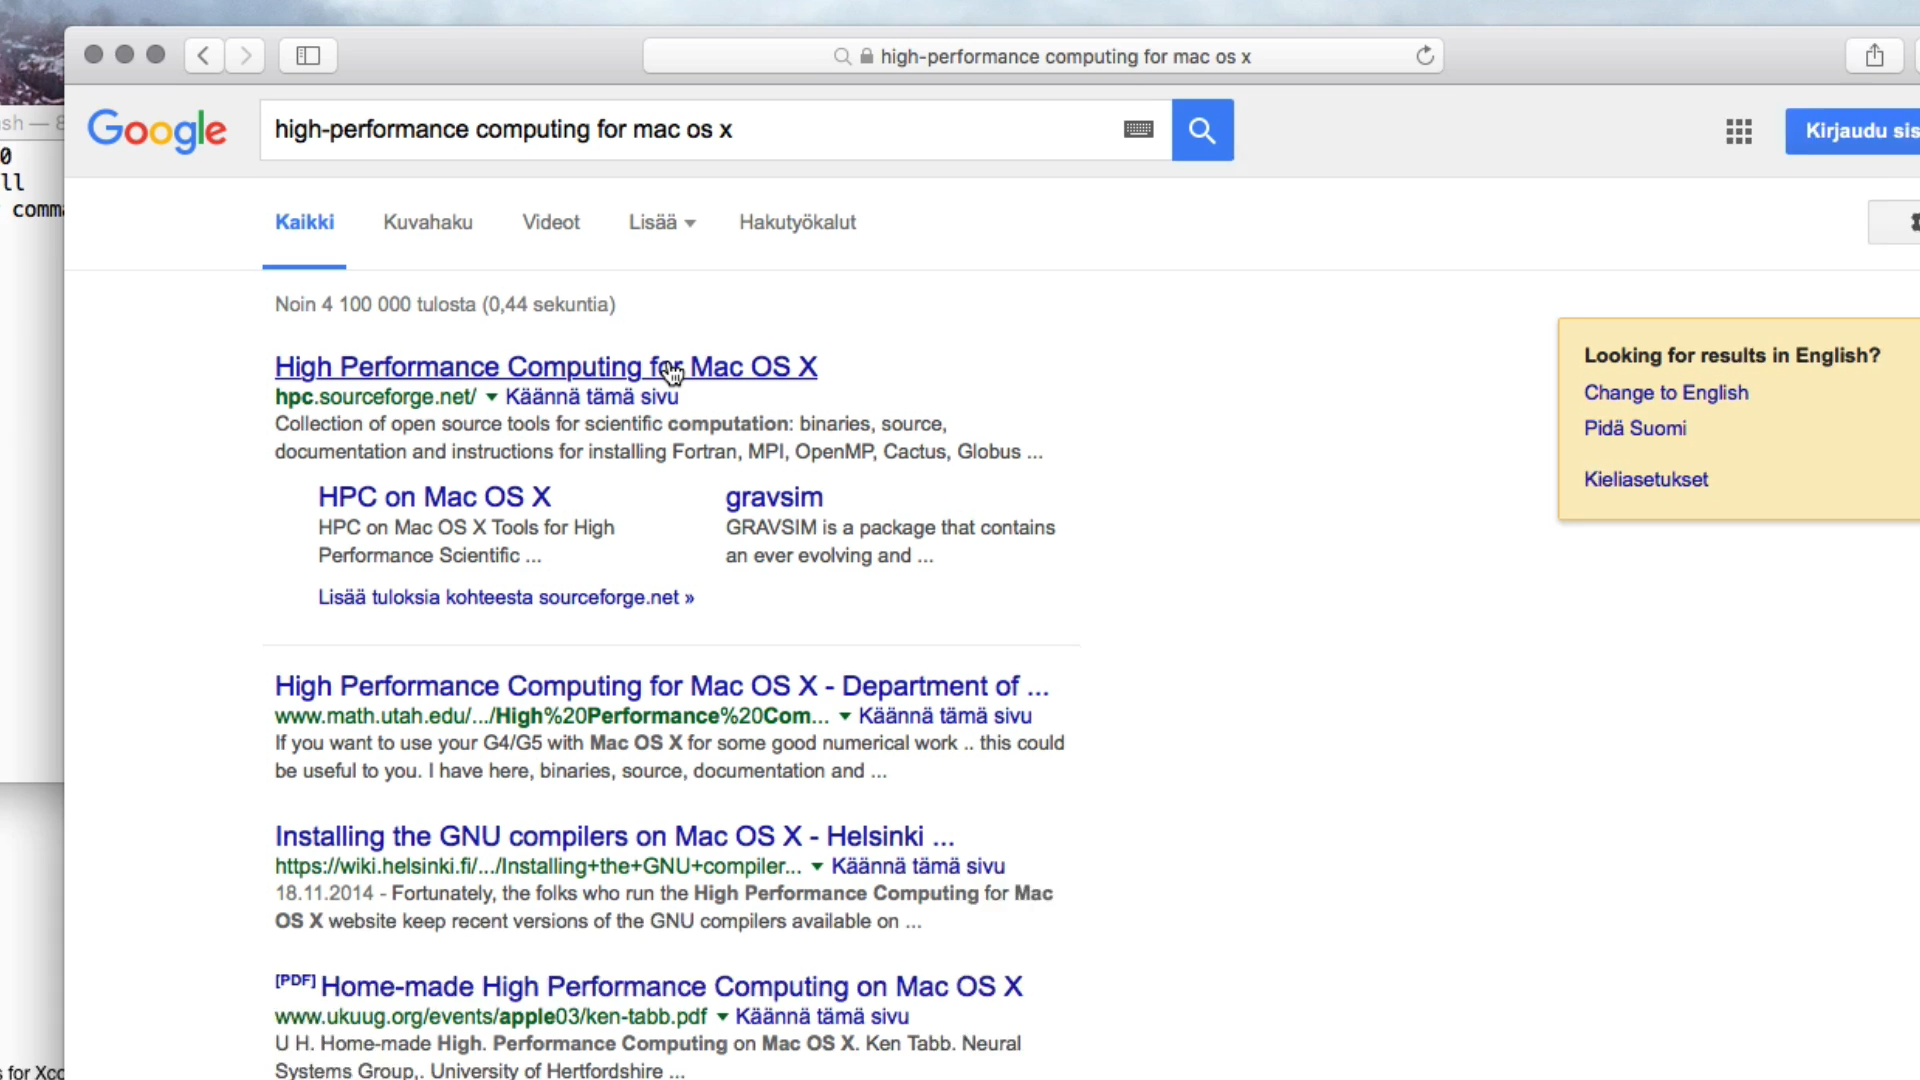 high-performance computing for mac os x
Google
high-performance computing for mac os x
Kirjaudu sis
sh — 8
0
ll
comma
Kaikki Kuvahaku Videot Lisää Hakutyökalut
Noin 4 100 000 tulosta (0,44 sekuntia)
High Performance Computing for Mac OS X
hpc.sourceforge.net/ Käännä tämä sivu
Collection of open source tools for scientific computation: binaries, source,
documentation and instructions for installing Fortran, MPI, OpenMP, Cactus, Globus ...
HPC on Mac OS X
HPC on Mac OS X Tools for High
Performance Scientific ...
gravsim
GRAVSIM is a package that contains
an ever evolving and ...
Lisää tuloksia kohteesta sourceforge.net »
Looking for results in English?
Change to English
Pidä Suomi
Kieliasetukset
High Performance Computing for Mac OS X - Department of ...
www.math.utah.edu/.../High%20Performance%20Com... Käännä tämä sivu
If you want to use your G4/G5 with Mac OS X for some good numerical work .. this could
be useful to you. I have here, binaries, source, documentation and ...
Installing the GNU compilers on Mac OS X - Helsinki ...
https://wiki.helsinki.fi/.../Installing+the+GNU+compiler... Käännä tämä sivu
18.11.2014 - Fortunately, the folks who run the High Performance Computing for Mac
OS X website keep recent versions of the GNU compilers available on ...
[PDF] Home-made High Performance Computing on Mac OS X
www.ukuug.org/events/apple03/ken-tabb.pdf Käännä tämä sivu
U H. Home-made High. Performance Computing on Mac OS X. Ken Tabb. Neural
Systems Group,. University of Hertfordshire ...
s for Xco